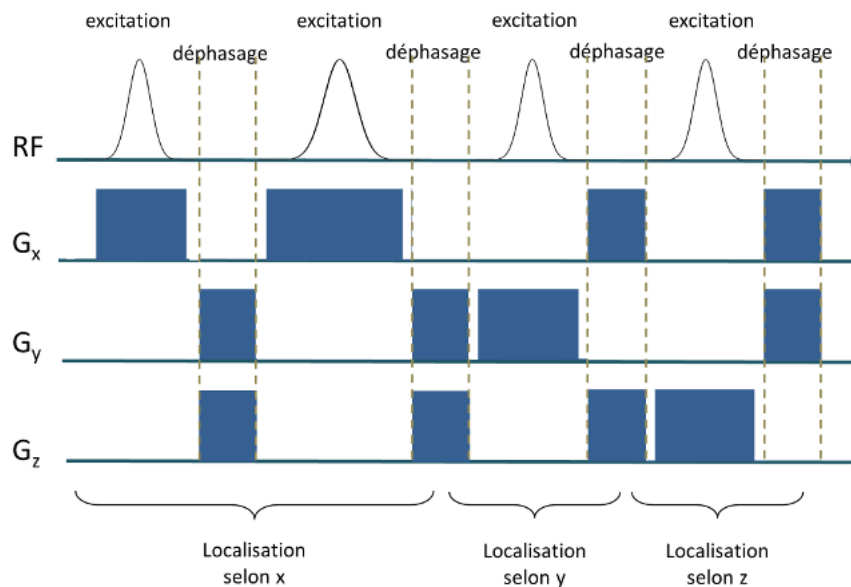 excitation excitation excitation excitation
déphasage déphasage déphasage déphasage
RF
Gx
Gy
Gz
Localisation selon x
Localisation selon y
Localisation selon z